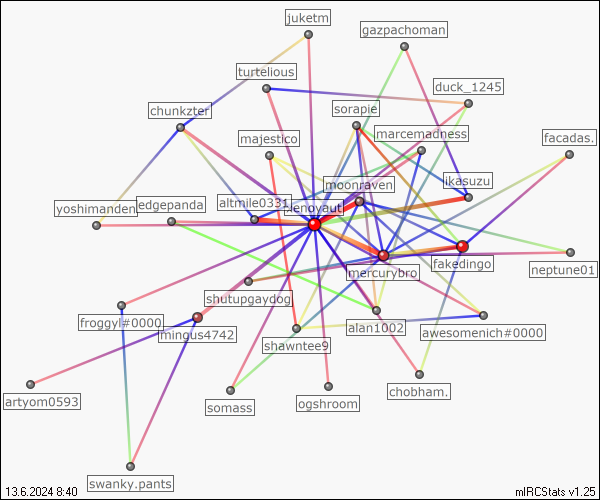 juketm
gazpachoman
turtelious
duck_1245
sorapie
chunkzter
marcemadness
majestico
facadas.
moonraven
ikasuzu
altmile0331
edgepanda
yoshimanden
fakedingo
mercurybro
neptune01
shutupgaydog
froggyl#0000
mingus4742
alan1002
awesomenich#0000
shawntee9
artyom0593
somass
ogshroom
chobham.
swanky.pants
13.6.2024 8:40
mIRCStats v1.25